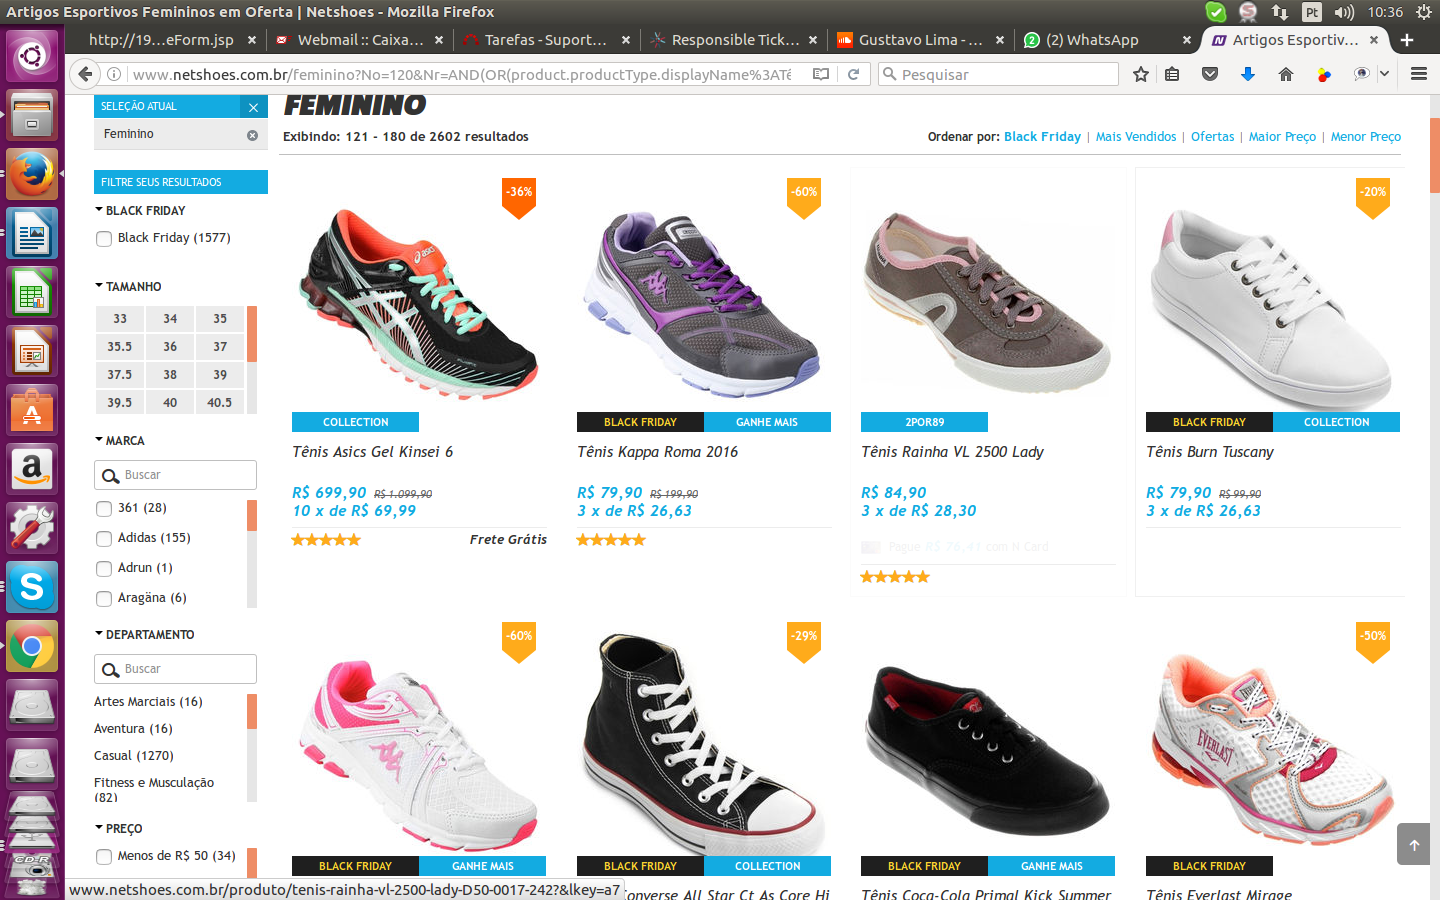 Artigos Esportivos Femininos em Oferta | Netshoes - Mozilla Firefox
Pt
10:36
http://19...eForm.jsp
Webmail :: Caixa...
Tarefas - Suport...
Responsible Tick...
Gusttavo Lima - ...
(2) WhatsApp
Artigos Esportiv...
www.netshoes.com.br/feminino?No=120&Nr=AND(OR(product.productType.displayName%3AT
Pesquisar
SELEÇÃO ATUAL
Feminino
FEMININO
Exibindo: 121 - 180 de 2602 resultados
Ordenar por: Black Friday | Mais Vendidos | Ofertas | Maior Preço | Menor Preço
FILTRE SEUS RESULTADOS
BLACK FRIDAY
Black Friday (1577)
TAMANHO
33 34 35
35.5 36 37
37.5 38 39
39.5 40 40.5
MARCA
Buscar
361 (28)
Adidas (155)
Adrun (1)
Aragäna (6)
DEPARTAMENTO
Buscar
Artes Marciais (16)
Aventura (16)
Casual (1270)
Fitness e Musculação
(82)
PREÇO
Menos de R$ 50 (34)
-36%
-60%
-20%
COLLECTION
BLACK FRIDAY GANHE MAIS
2POR89
BLACK FRIDAY COLLECTION
Tênis Asics Gel Kinsei 6
Tênis Kappa Roma 2016
Tênis Rainha VL 2500 Lady
Tênis Burn Tuscany
R$ 699,90 R$ 1.099,90
10 x de R$ 69,99
Frete Grátis
R$ 79,90 R$ 199,90
3 x de R$ 26,63
R$ 84,90
3 x de R$ 28,30
Pague R$ 76,41 com N Card
R$ 79,90 R$ 99,90
3 x de R$ 26,63
-60%
-29%
-50%
EVERLAST
BLACK FRIDAY GANHE MAIS
BLACK FRIDAY COLLECTION
BLACK FRIDAY GANHE MAIS
BLACK FRIDAY
onverse All Star Ct As Core Hi
Tênis Coca-Cola Primal Kick Summer
Tênis Everlast Mirage
CD-R
www.netshoes.com.br/produto/tenis-rainha-vl-2500-lady-D50-0017-242?&lkey=a7